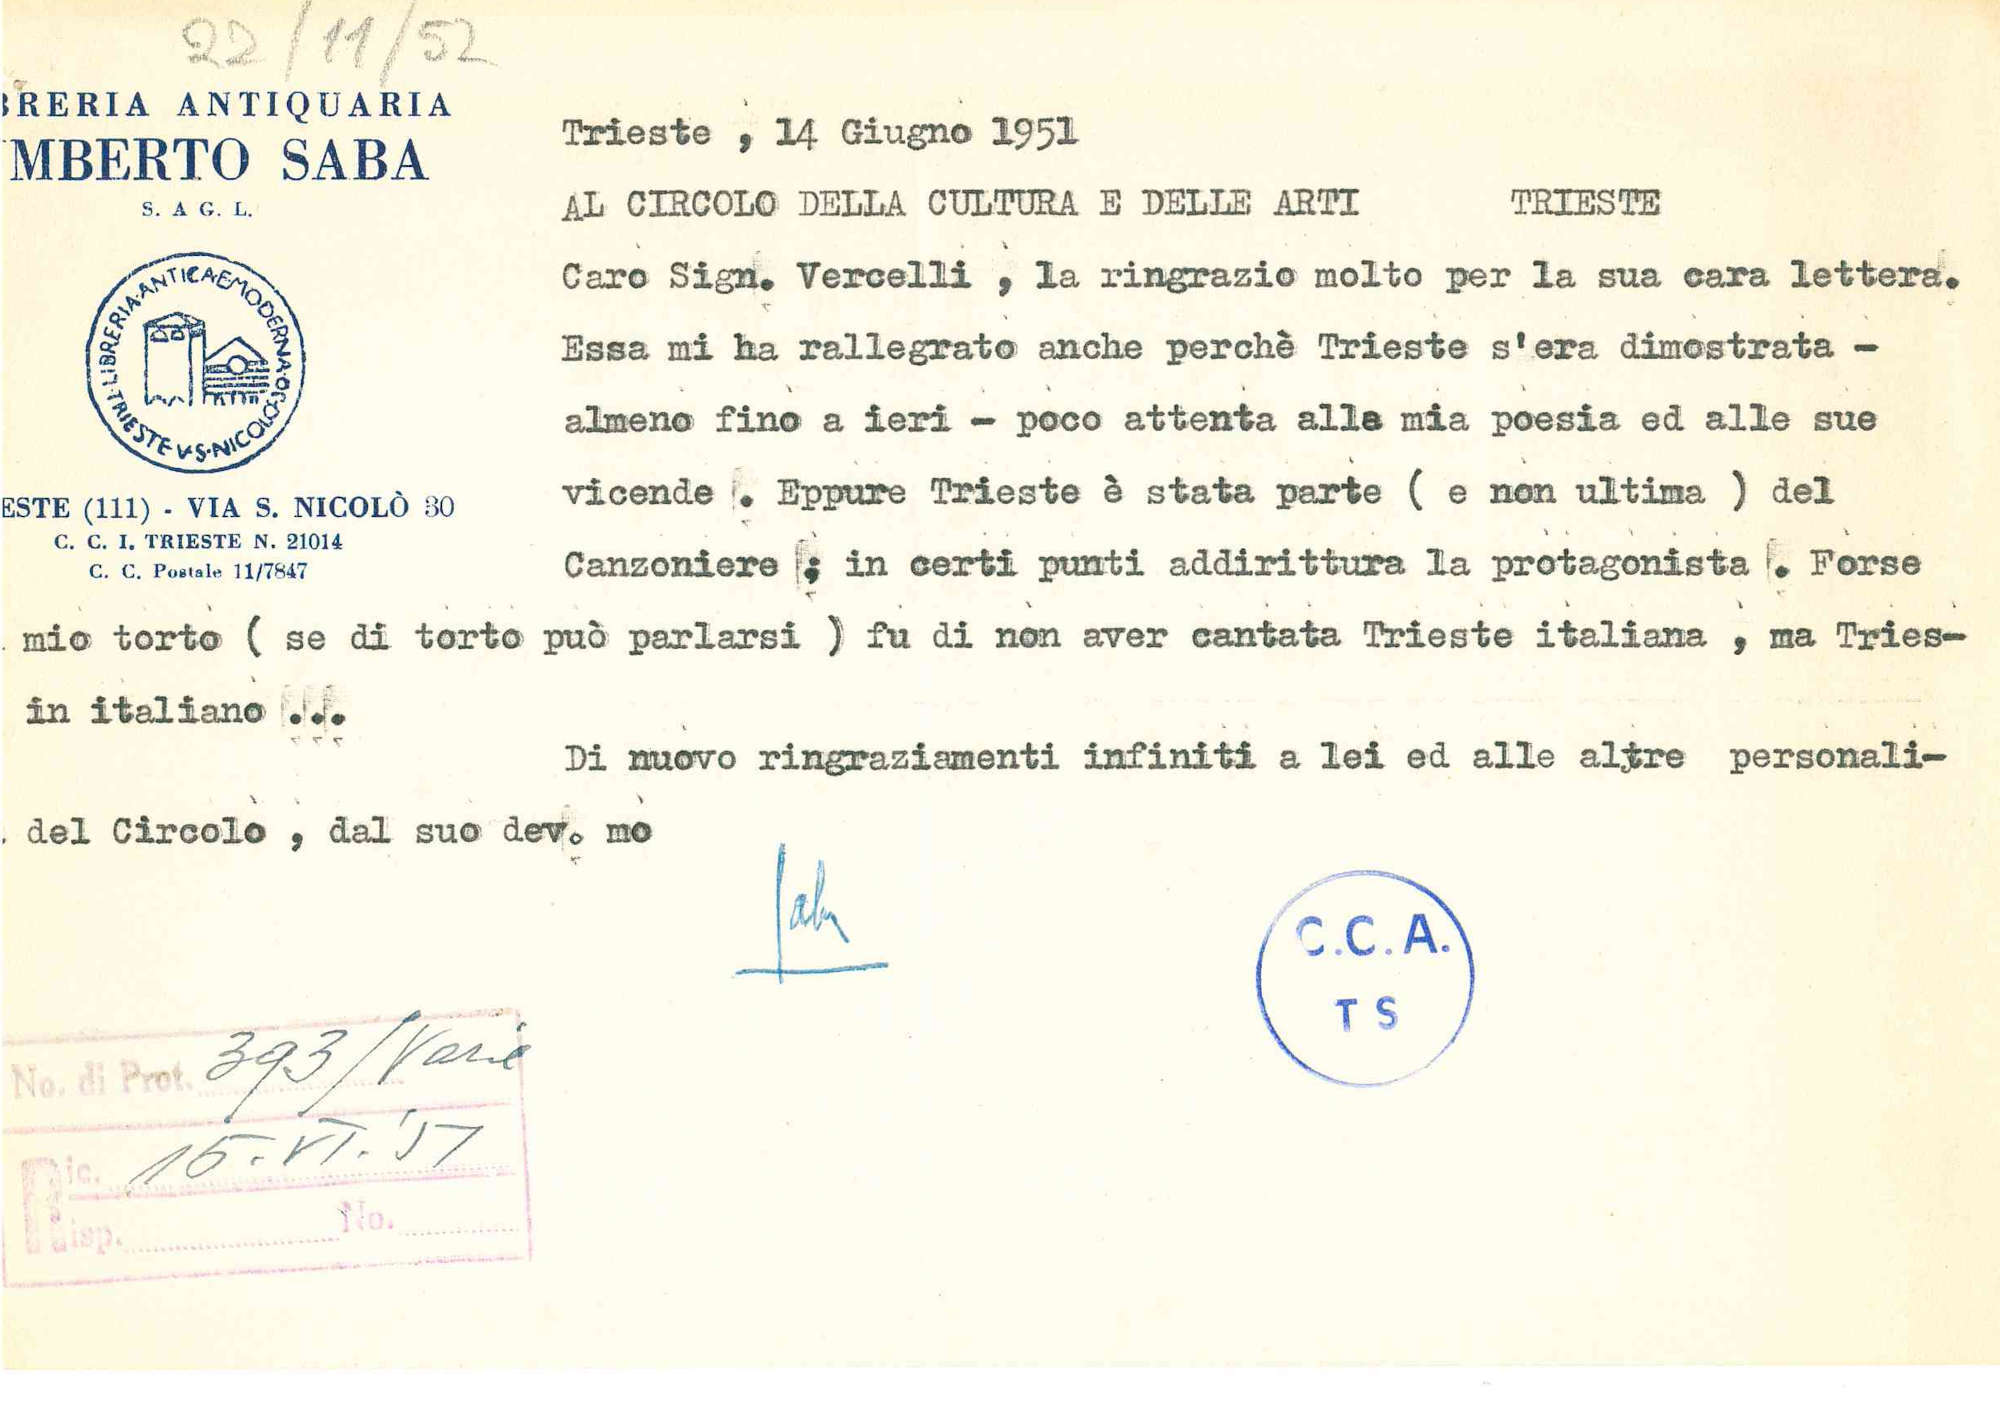 22/11/52
BRERIA ANTIQUARIA
MBERTO SABA
S. A G. L.
LIBRERIA·ANTICA E MODERNA·30·
TRIESTE V·S·NICOLO
ESTE (111) - VIA S. NICOLÒ 30
C. C. I. TRIESTE N. 21014
C. C. Postale 11/7847
Trieste , 14 Giugno 1951
AL CIRCOLO DELLA CULTURA E DELLE ARTI TRIESTE
Caro Sign. Vercelli , la ringrazio molto per la sua cara lettera.
Essa mi ha rallegrato anche perchè Trieste s'era dimostrata -
almeno fino a ieri - poco attenta alla mia poesia ed alle sue
vicende . Eppure Trieste è stata parte ( e non ultima ) del
Canzoniere ; in certi punti addirittura la protagonista . Forse
mio torto ( se di torto può parlarsi ) fu di non aver cantata Trieste italiana , ma Tries-
in italiano ...
Di nuovo ringraziamenti infiniti a lei ed alle altre personali-
del Circolo , dal suo dev. mo
Saba
C.C.A.
TS
No. di Prot. 393/Varie
Ric. 15.VI.'51
Risp. No.